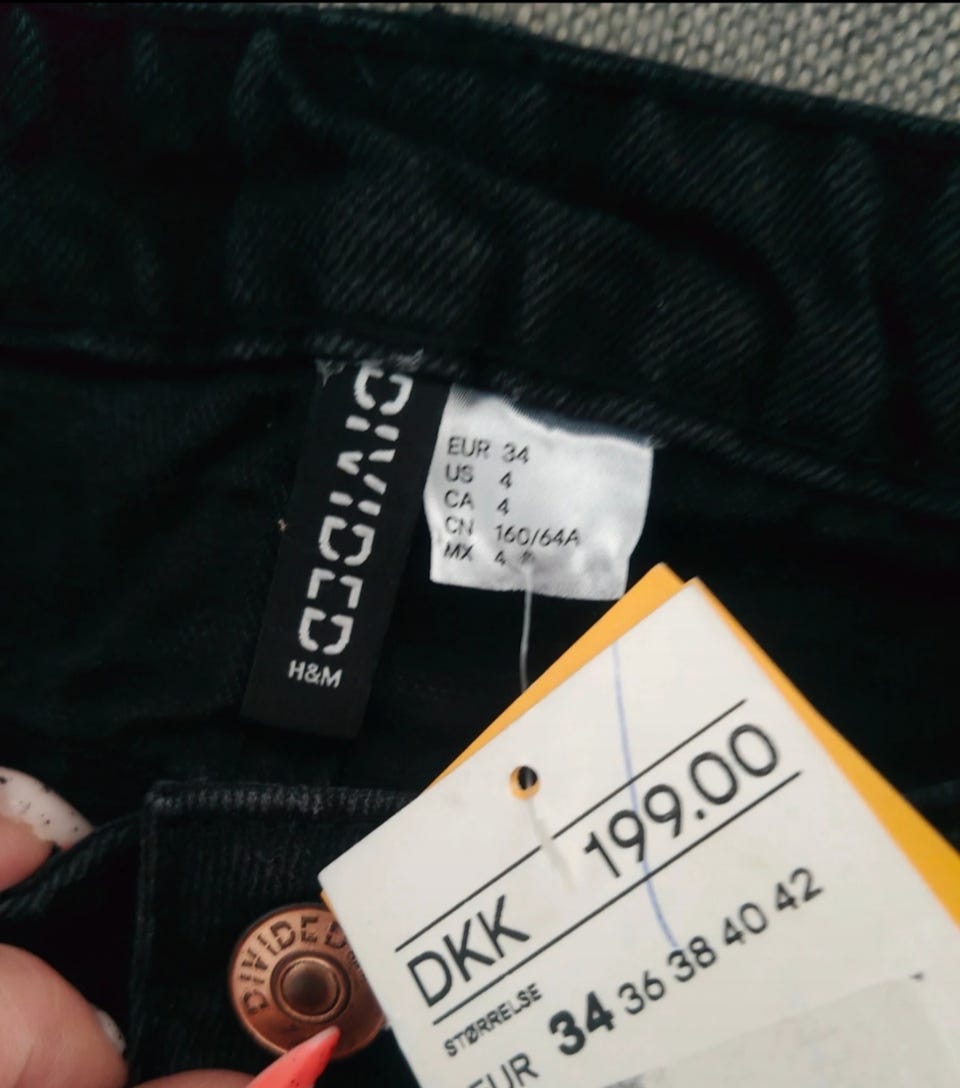 DIVIDED
H&M
EUR 34
US 4
CA 4
CN 160/64A
MX 4 ®
DKK 199.00
STØRRELSE
EUR 34 36 38 40 42
DIVIDED